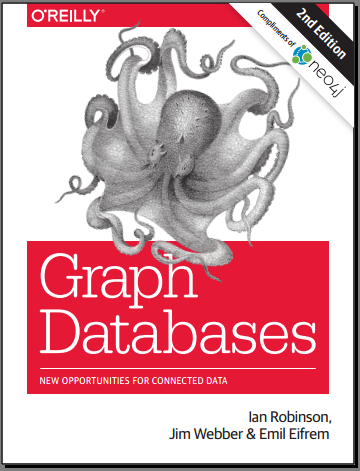 O'REILLY®
2nd Edition
Compliments of
neo4j
Graph
Databases
NEW OPPORTUNITIES FOR CONNECTED DATA
Ian Robinson,
Jim Webber & Emil Eifrem